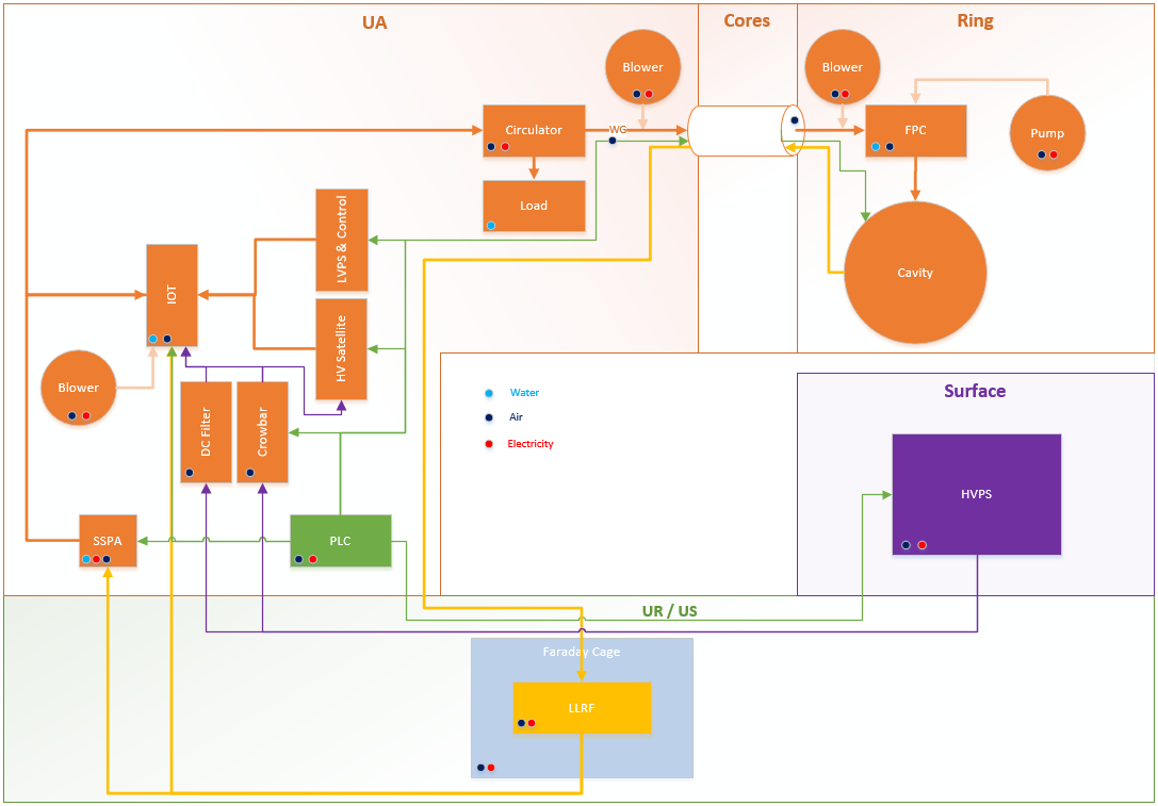 UA
Cores
Ring
Blower
Blower
Circulator
WG
FPC
Pump
Load
LVPS & Control
IOT
Cavity
HV Satellite
Blower
DC Filter
Crowbar
Water
Air
Electricity
Surface
HVPS
SSPA
PLC
UR / US
Faraday Cage
LLRF